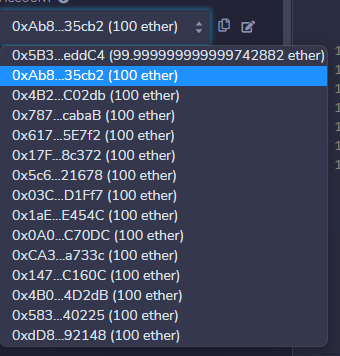 0xAb8...35cb2 (100 ether)
0x5B3...eddC4 (99.999999999999742882 ether)
0xAb8...35cb2 (100 ether)
0x4B2...C02db (100 ether)
0x787...cabaB (100 ether)
0x617...5E7f2 (100 ether)
0x17F...8c372 (100 ether)
0x5c6...21678 (100 ether)
0x03C...D1Ff7 (100 ether)
0x1aE...E454C (100 ether)
0x0A0...C70DC (100 ether)
0xCA3...a733c (100 ether)
0x147...C160C (100 ether)
0x4B0...4D2dB (100 ether)
0x583...40225 (100 ether)
0xdD8...92148 (100 ether)